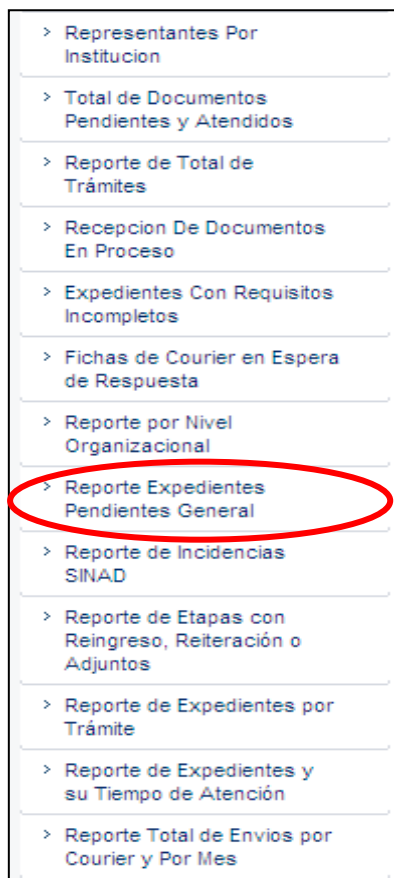 > Representantes Por
Institucion
> Total de Documentos
Pendientes y Atendidos
> Reporte de Total de
Trámites
> Recepcion De Documentos
En Proceso
> Expedientes Con Requisitos
Incompletos
> Fichas de Courier en Espera
de Respuesta
> Reporte por Nivel
Organizacional
> Reporte Expedientes
Pendientes General
> Reporte de Incidencias
SINAD
> Reporte de Etapas con
Reingreso, Reiteración o
Adjuntos
> Reporte de Expedientes por
Trámite
> Reporte de Expedientes y
su Tiempo de Atención
> Reporte Total de Envios por
Courier y Por Mes